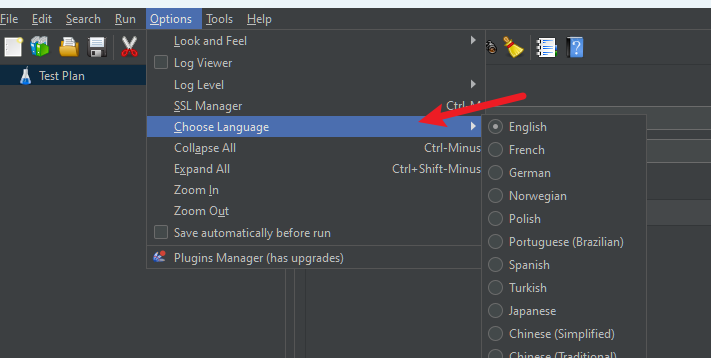 File Edit Search Run Options Tools Help
Test Plan
Look and Feel
Log Viewer
Log Level
SSL Manager Ctrl-M
Choose Language
Collapse All Ctrl-Minus
Expand All Ctrl+Shift-Minus
Zoom In
Zoom Out
Save automatically before run
Plugins Manager (has upgrades)
English
French
German
Norwegian
Polish
Portuguese (Brazilian)
Spanish
Turkish
Japanese
Chinese (Simplified)
Chinese (Traditional)